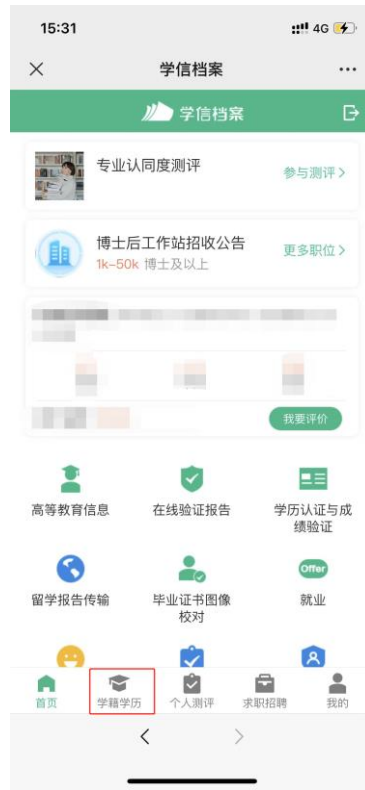 15:31
4G
学信档案
学信档案
专业认同度测评
参与测评 >
博士后工作站招收公告
更多职位 >
1k-50k 博士及以上
我要评价
高等教育信息
在线验证报告
学历认证与成
绩验证
留学报告传输
毕业证书图像
校对
Offer
就业
首页
学籍学历
个人测评
求职招聘
我的